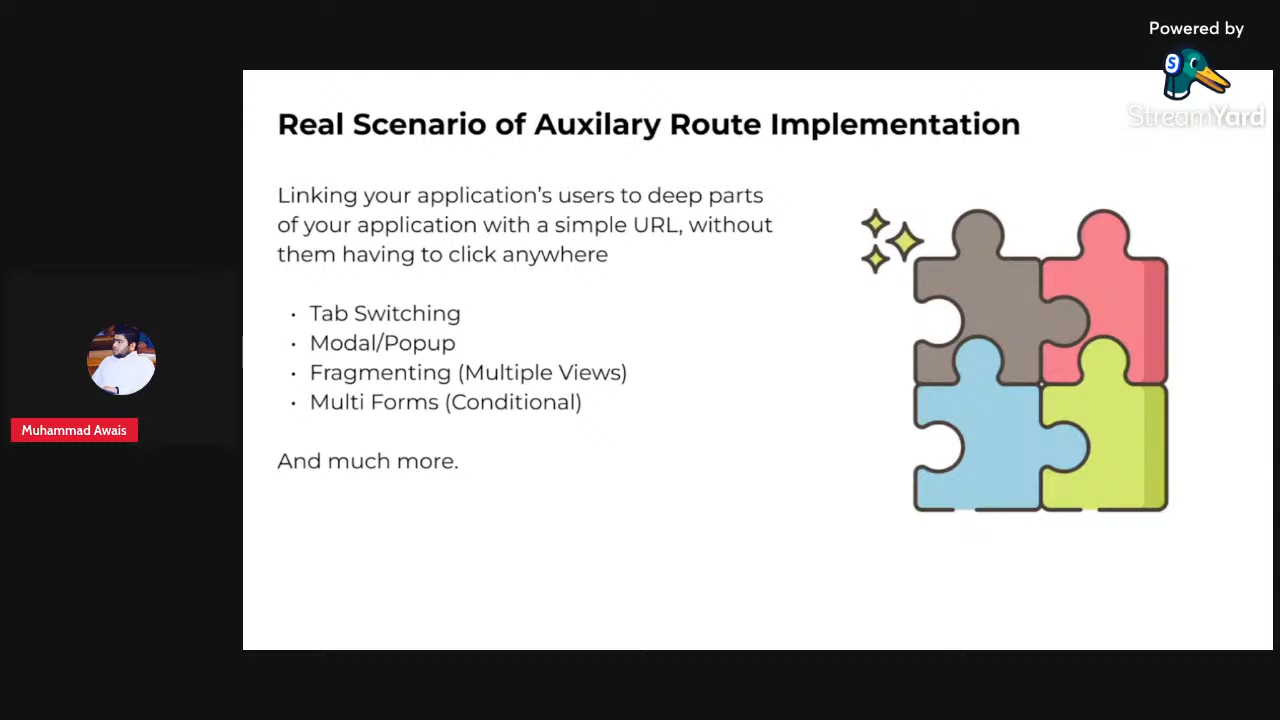 Powered by
StreamYard
Real Scenario of Auxilary Route Implementation
Linking your application's users to deep parts
of your application with a simple URL, without
them having to click anywhere
• Tab Switching
• Modal/Popup
• Fragmenting (Multiple Views)
• Multi Forms (Conditional)
And much more.
Muhammad Awais